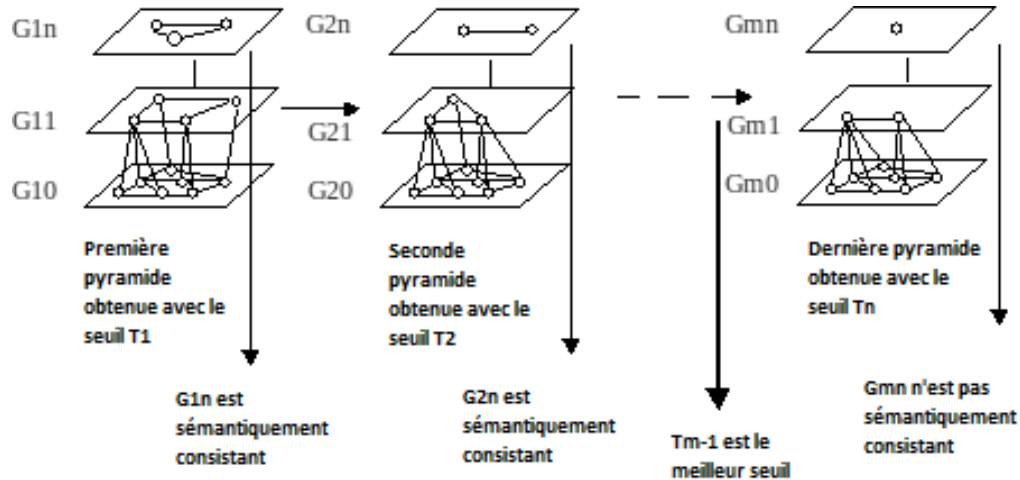 G1n
G11
G10
Première
pyramide
obtenue avec le
seuil T1
G1n est
sémantiquement
consistant
G2n
G21
G20
Seconde
pyramide
obtenue avec le
seuil T2
G2n est
sémantiquement
consistant
Tm-1 est le
meilleur seuil
Gmn
Gm1
Gm0
Dernière pyramide
obtenue avec le
seuil Tn
Gmn n'est pas
sémantiquement
consistant